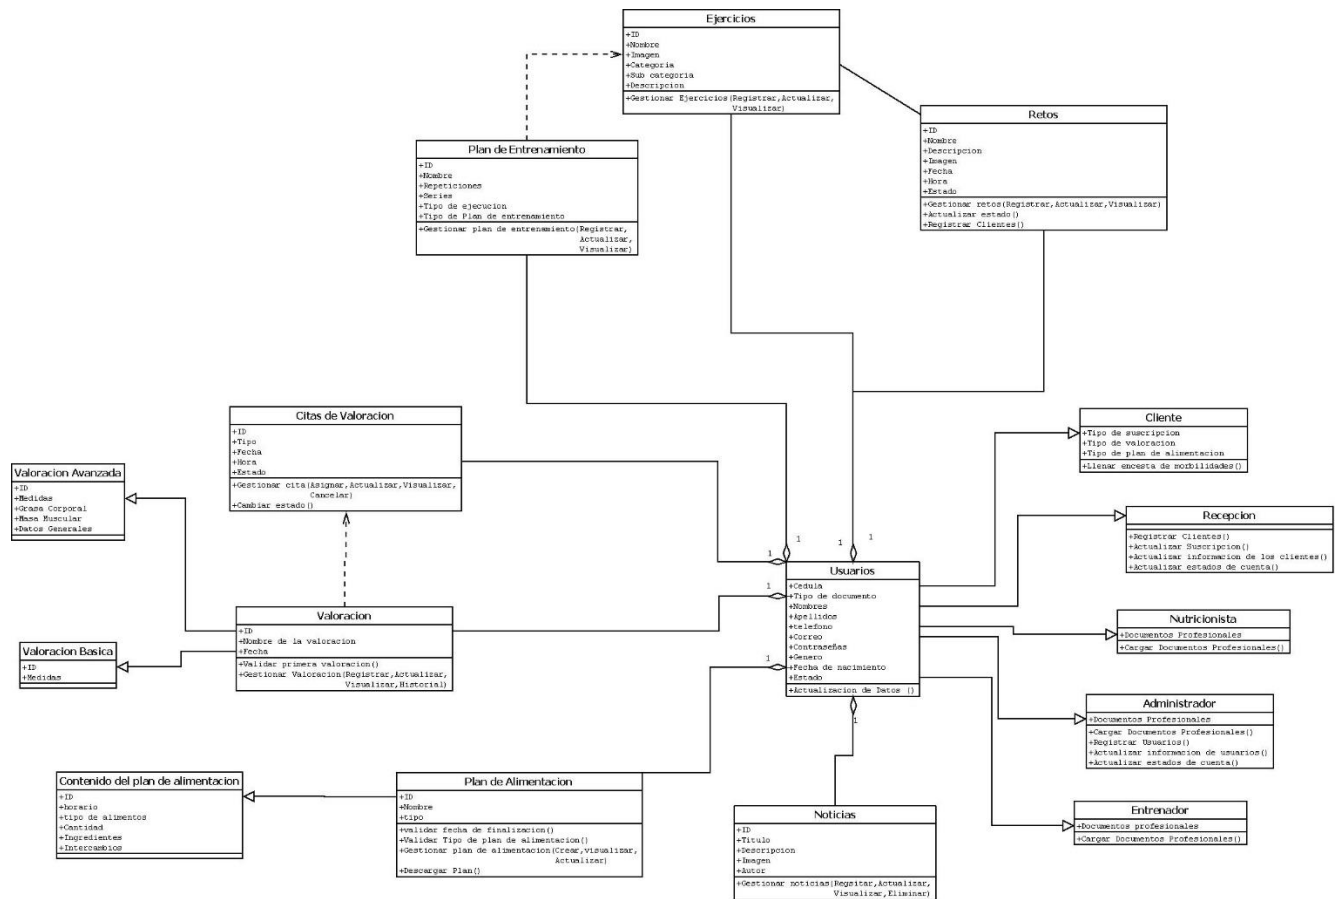 Ejercicios
+ID
+Nombre
+Imagen
+Categoria
+Sub categoria
+Descripcion
+Gestionar Ejercicios(Registrar,Actualizar,
Visualizar)
Retos
+ID
+Nombre
+Descripcion
+Imagen
+Fecha
+Hora
+Estado
+Gestionar retos(Registrar,Actualizar,Visualizar)
+Actualizar estado()
+Registrar Clientes()
Plan de Entrenamiento
+ID
+Nombre
+Repeticiones
+Series
+Tipo de ejecucion
+Tipo de Plan de entrenamiento
+Gestionar plan de entrenamiento(Registrar,
Actualizar,
Visualizar)
Citas de Valoracion
+ID
+Tipo
+Fecha
+Hora
+Estado
+Gestionar cita(Asignar,Actualizar,Visualizar,
Cancelar)
+Cambiar estado()
Cliente
+Tipo de suscripcion
+Tipo de valoracion
+Tipo de plan de alimentacion
+Llenar encesta de morbilidades()
Valoracion Avanzada
+ID
+Medidas
+Grasa Corporal
+Masa Muscular
+Datos Generales
Recepcion
+Registrar Clientes()
+Actualizar Suscripcion()
+Actualizar informacion de los clientes()
+Actualizar estados de cuenta()
1
1
1
1
Usuarios
+Cedula
+Tipo de documento
+Nombres
+Apellidos
+telefono
+Correo
+Contraseñas
+Genero
+Fecha de nacimiento
+Estado
+Actualizacion de Datos ()
1
1
1
Valoracion
+ID
+Nombre de la valoracion
+Fecha
+Validar primera valoracion()
+Gestionar Valoracion(Registrar,Actualizar,
Visualizar,Historial)
Valoracion Basica
+ID
+Medidas
Nutricionista
+Documentos Profesionales
+Cargar Documentos Profesionales()
Administrador
+Documentos Profesionales
+Cargar Documentos Profesionales()
+Registrar Usuarios()
+Actualizar informacion de usuarios()
+Actualizar estados de cuenta()
Contenido del plan de alimentacion
+ID
+horario
+tipo de alimentos
+Cantidad
+Ingredientes
+Intercambios
Plan de Alimentacion
+ID
+Nombre
+tipo
+validar fecha de finalizacion()
+Validar Tipo de plan de alimentacion()
+Gestionar plan de alimentacion(Crear,visualizar,
Actualizar)
+Descargar Plan()
Noticias
+ID
+Titulo
+Descripcion
+Imagen
+Autor
+Gestionar noticias(Regsitar,Actualizar,
Visualizar,Eliminar)
Entrenador
+Documentos profesionales
+Cargar Documentos Profesionales()